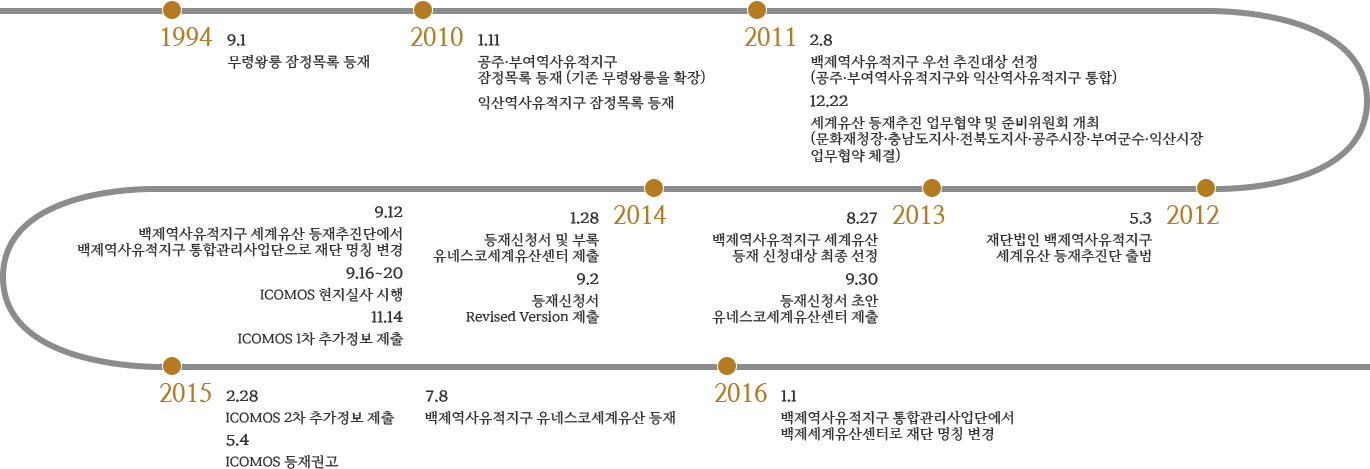 1994
9.1
무령왕릉 잠정목록 등재
2010
1.11
공주·부여역사유적지구
잠정목록 등재 (기존 무령왕릉을 확장)
익산역사유적지구 잠정목록 등재
2011
2.8
백제역사유적지구 우선 추진대상 선정
(공주·부여역사유적지구와 익산역사유적지구 통합)
12.22
세계유산 등재추진 업무협약 및 준비위원회 개최
(문화재청장·충남도지사·전북도지사·공주시장·부여군수·익산시장
업무협약 체결)
2012
5.3
재단법인 백제역사유적지구
세계유산 등재추진단 출범
2013
8.27
백제역사유적지구 세계유산
등재 신청대상 최종 선정
9.30
등재신청서 초안
유네스코세계유산센터 제출
2014
1.28
등재신청서 및 부록
유네스코세계유산센터 제출
9.2
등재신청서
Revised Version 제출
9.12
백제역사유적지구 세계유산 등재추진단에서
백제역사유적지구 통합관리사업단으로 재단 명칭 변경
9.16~20
ICOMOS 현지실사 시행
11.14
ICOMOS 1차 추가정보 제출
2015
2.28
ICOMOS 2차 추가정보 제출
5.4
ICOMOS 등재권고
7.8
백제역사유적지구 유네스코세계유산 등재
2016
1.1
백제역사유적지구 통합관리사업단에서
백제세계유산센터로 재단 명칭 변경